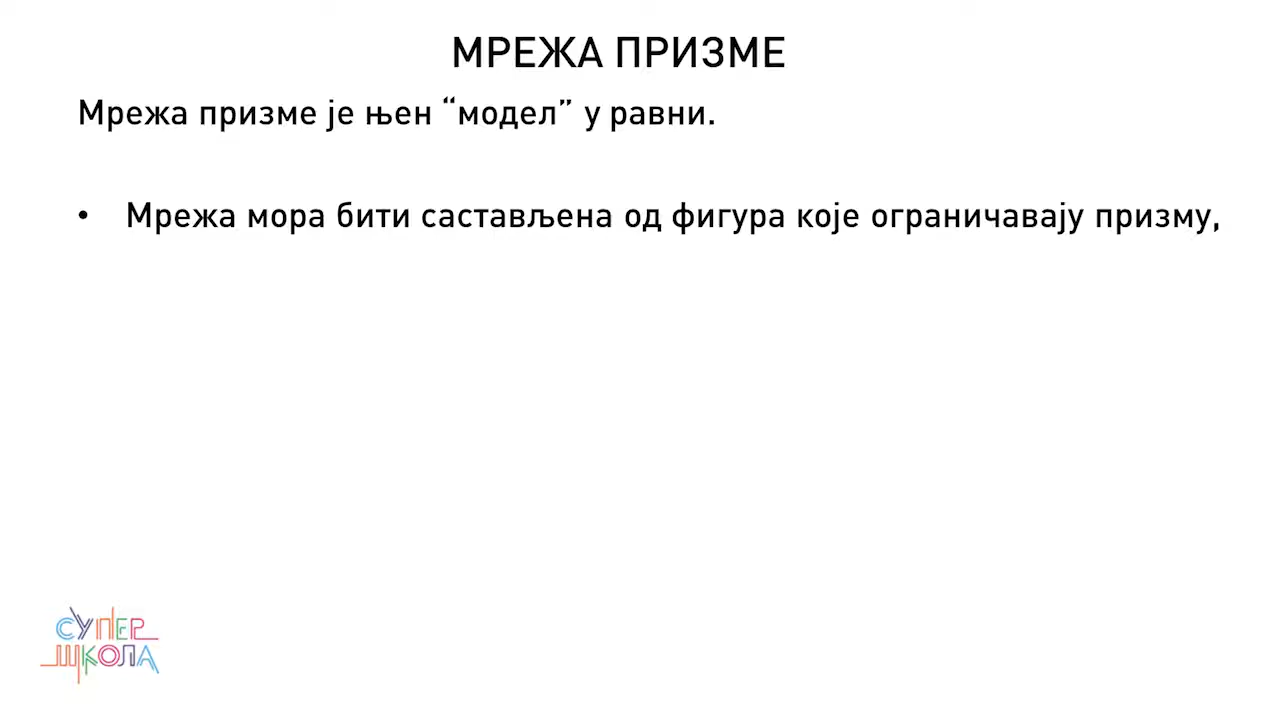 МРЕЖА ПРИЗМЕ
Мрежа призме је њен “модел” у равни.
• Мрежа мора бити састављена од фигура које ограничавају призму,
СУПЕР
ШКОЛА